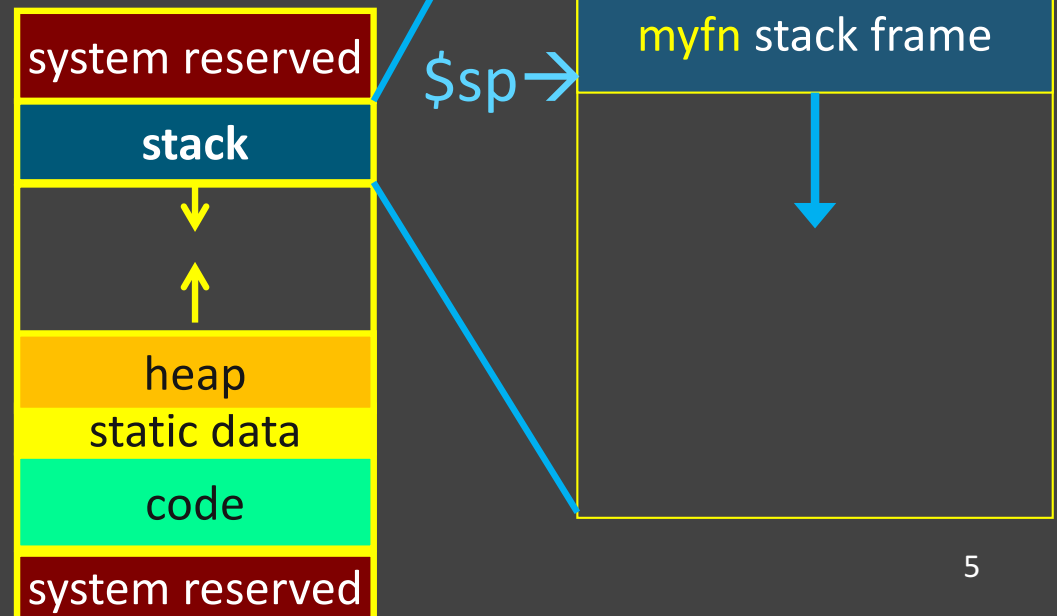 system reserved
stack
heap
static data
code
system reserved
$sp→
myfn stack frame
5